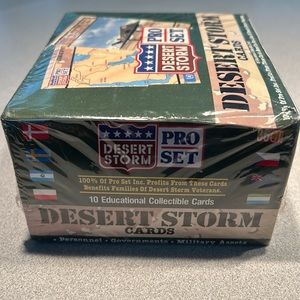 PRO
SET
DESERT
STORM
DESERT STORM
CARDS
DESERT
STORM
PRO
SET
100% Of Pro Set Inc. Profits From These Cards
Benefits Families Of Desert Storm Veterans.
10 Educational Collectible Cards
DESERT STORM
CARDS
• Personnel • Governments • Military Assets •